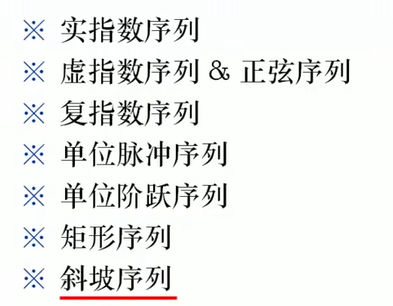 ※ 实指数序列
※ 虚指数序列 & 正弦序列
※ 复指数序列
※ 单位脉冲序列
※ 单位阶跃序列
※ 矩形序列
※ 斜坡序列